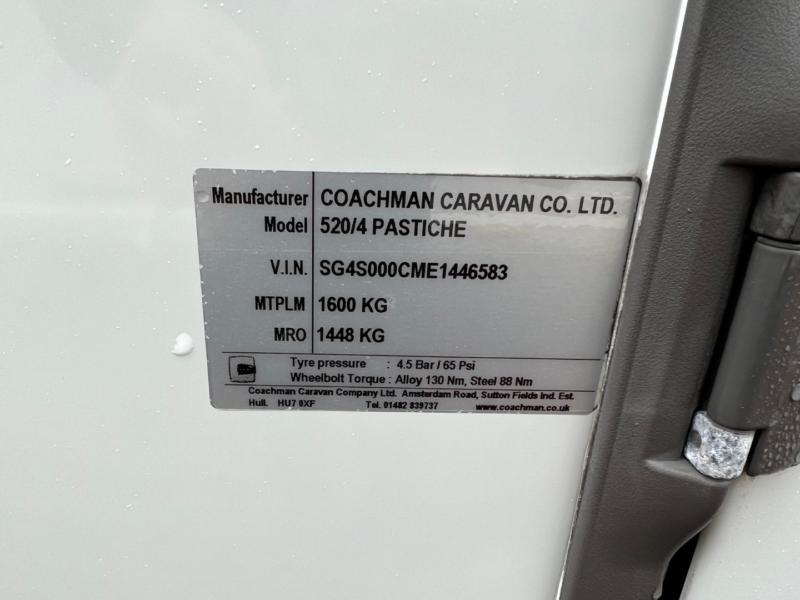 Manufacturer COACHMAN CARAVAN CO. LTD.
Model 520/4 PASTICHE
V.I.N. SG4S000CME1446583
MTPLM 1600 KG
MRO 1448 KG
Tyre pressure : 4.5 Bar / 65 Psi
Wheelbolt Torque : Alloy 130 Nm, Steel 88 Nm
Coachman Caravan Company Ltd. Amsterdam Road, Sutton Fields Ind. Est.
Hull. HU7 0XF Tel. 01482 839737 www.coachman.co.uk